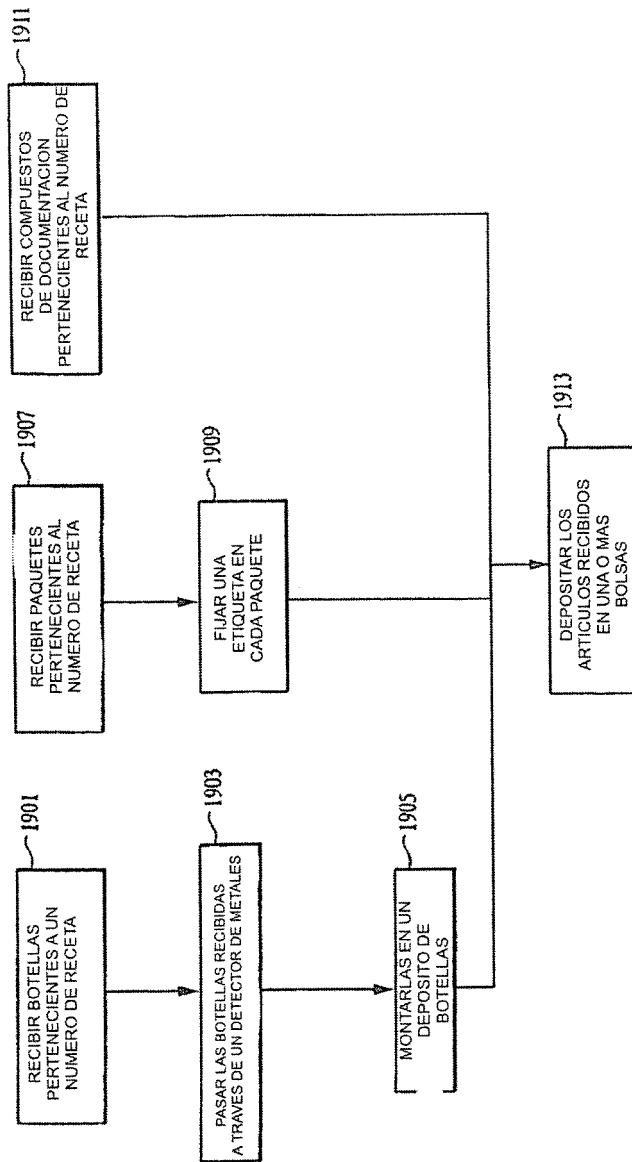 1901
RECIBIR BOTELLAS
PERTENECIENTES A UN
NUMERO DE RECETA
1903
PASAR LAS BOTELLAS RECIBIDAS
A TRAVES DE UN DETECTOR DE METALES
1905
MONTARLAS EN UN
DEPOSITO DE
BOTELLAS
1907
RECIBIR PAQUETES
PERTENECIENTES AL
NUMERO DE RECETA
1909
FIJAR UNA
ETIQUETA EN
CADA PAQUETE
1911
RECIBIR COMPUESTOS
DE DOCUMENTACION
PERTENECIENTES AL NUMERO DE
RECETA
1913
DEPOSITAR LOS
ARTICULOS RECIBIDOS
EN UNA O MAS
BOLSAS